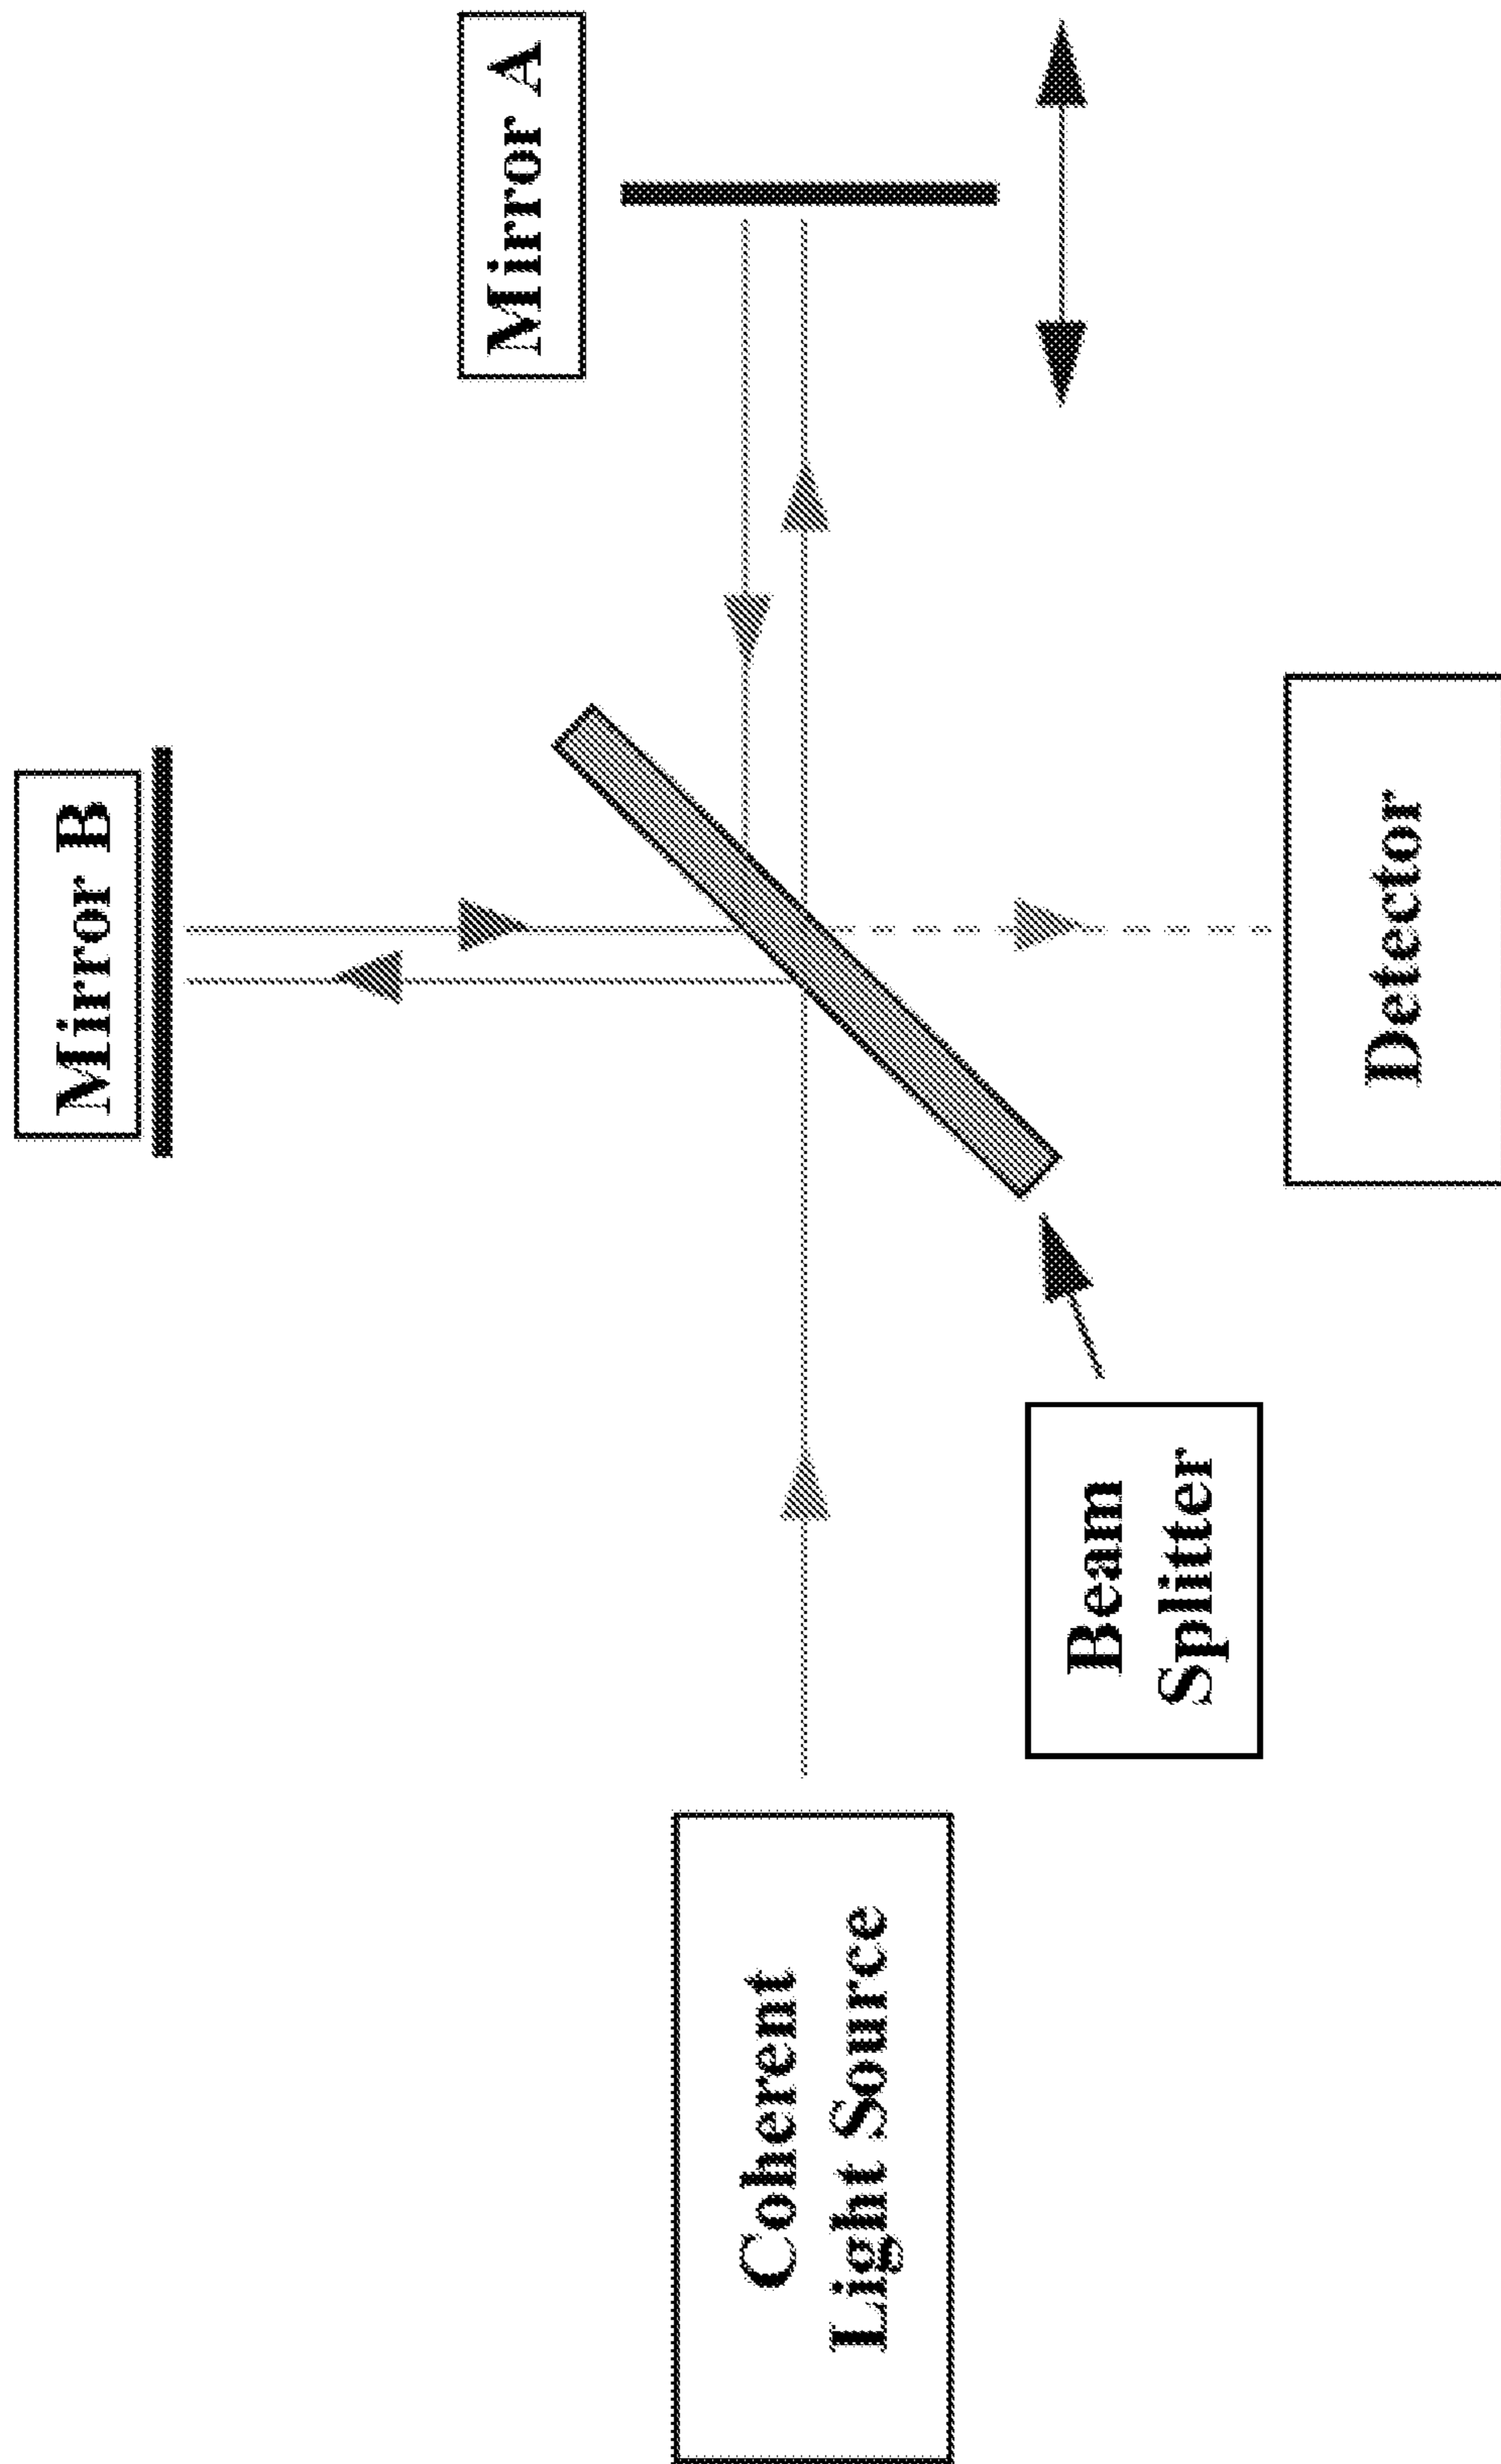 Mirror B
Mirror A
Beam
Splitter
Coherent
Light Source
Detector